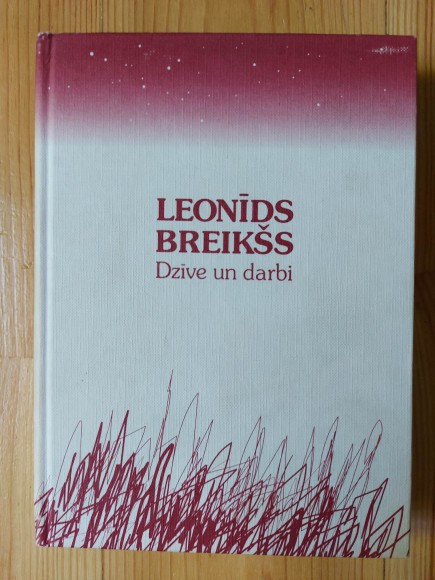 LEONĪDS
BREIKŠS
Dzīve un darbi